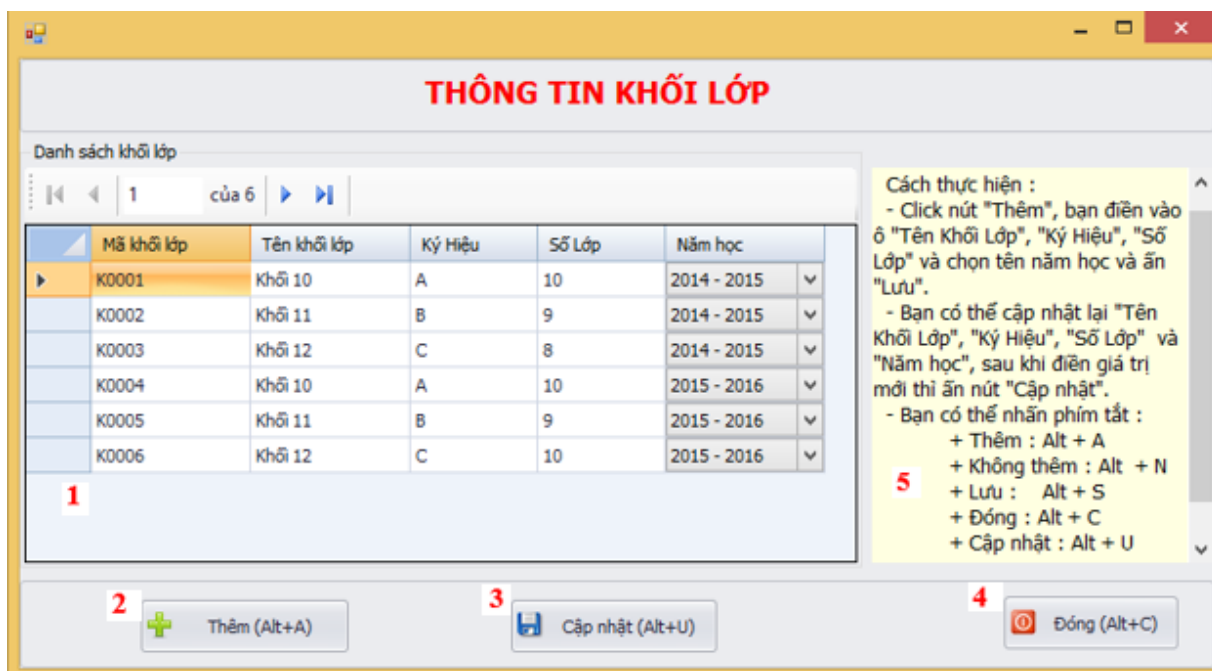 THÔNG TIN KHỐI LỚP
Danh sách khối lớp
1 của 6
Mã khối lớp Tên khối lớp Ký Hiệu Số Lớp Năm học
K0001 Khối 10 A 10 2014 - 2015
K0002 Khối 11 B 9 2014 - 2015
K0003 Khối 12 C 8 2014 - 2015
K0004 Khối 10 A 10 2015 - 2016
K0005 Khối 11 B 9 2015 - 2016
K0006 Khối 12 C 10 2015 - 2016
1
Cách thực hiện :
- Click nút "Thêm", bạn điền vào
ô "Tên Khối Lớp", "Ký Hiệu", "Số
Lớp" và chọn tên năm học và ấn
"Lưu".
- Bạn có thể cập nhật lại "Tên
Khối Lớp", "Ký Hiệu", "Số Lớp" và
"Năm học", sau khi điền giá trị
mới thì ấn nút "Cập nhật".
- Bạn có thể nhấn phím tắt :
+ Thêm : Alt + A
+ Không thêm : Alt + N
5
+ Lưu : Alt + S
+ Đóng : Alt + C
+ Cập nhật : Alt + U
2
Thêm (Alt+A)
3
Cập nhật (Alt+U)
4
Đóng (Alt+C)